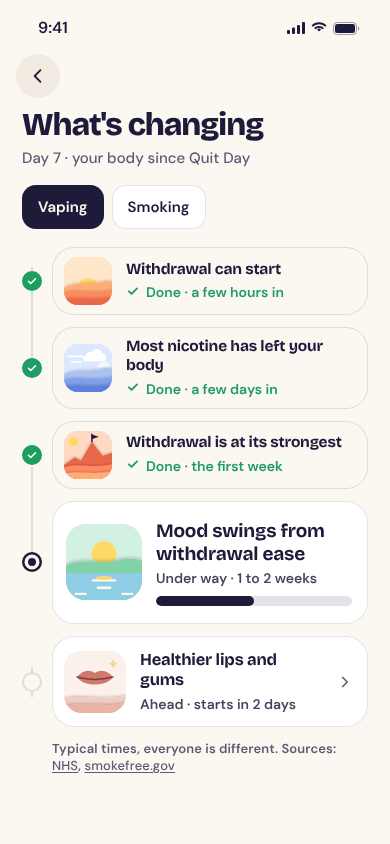 9:41
What's changing
Day 7 · your body since Quit Day
Vaping
Smoking
Withdrawal can start
Done · a few hours in
Most nicotine has left your
body
Done · a few days in
Withdrawal is at its strongest
Done · the first week
Mood swings from
withdrawal ease
Under way · 1 to 2 weeks
Healthier lips and
gums
Ahead · starts in 2 days
Typical times, everyone is different. Sources:
NHS, smokefree.gov